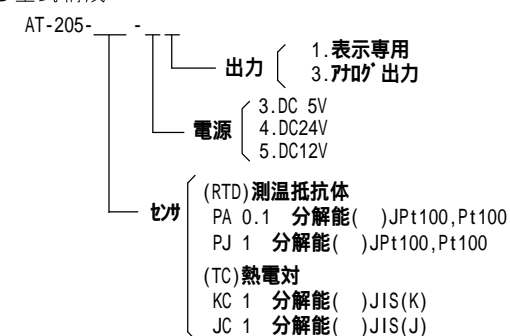 AT-205-___ -_ _
出力
1.表示専用
3.アナログ出力
電源
3.DC 5V
4.DC24V
5.DC12V
センサ
(RTD)測温抵抗体
PA 0.1 分解能( )JPt100,Pt100
PJ 1 分解能( )JPt100,Pt100
(TC)熱電対
KC 1 分解能( )JIS(K)
JC 1 分解能( )JIS(J)